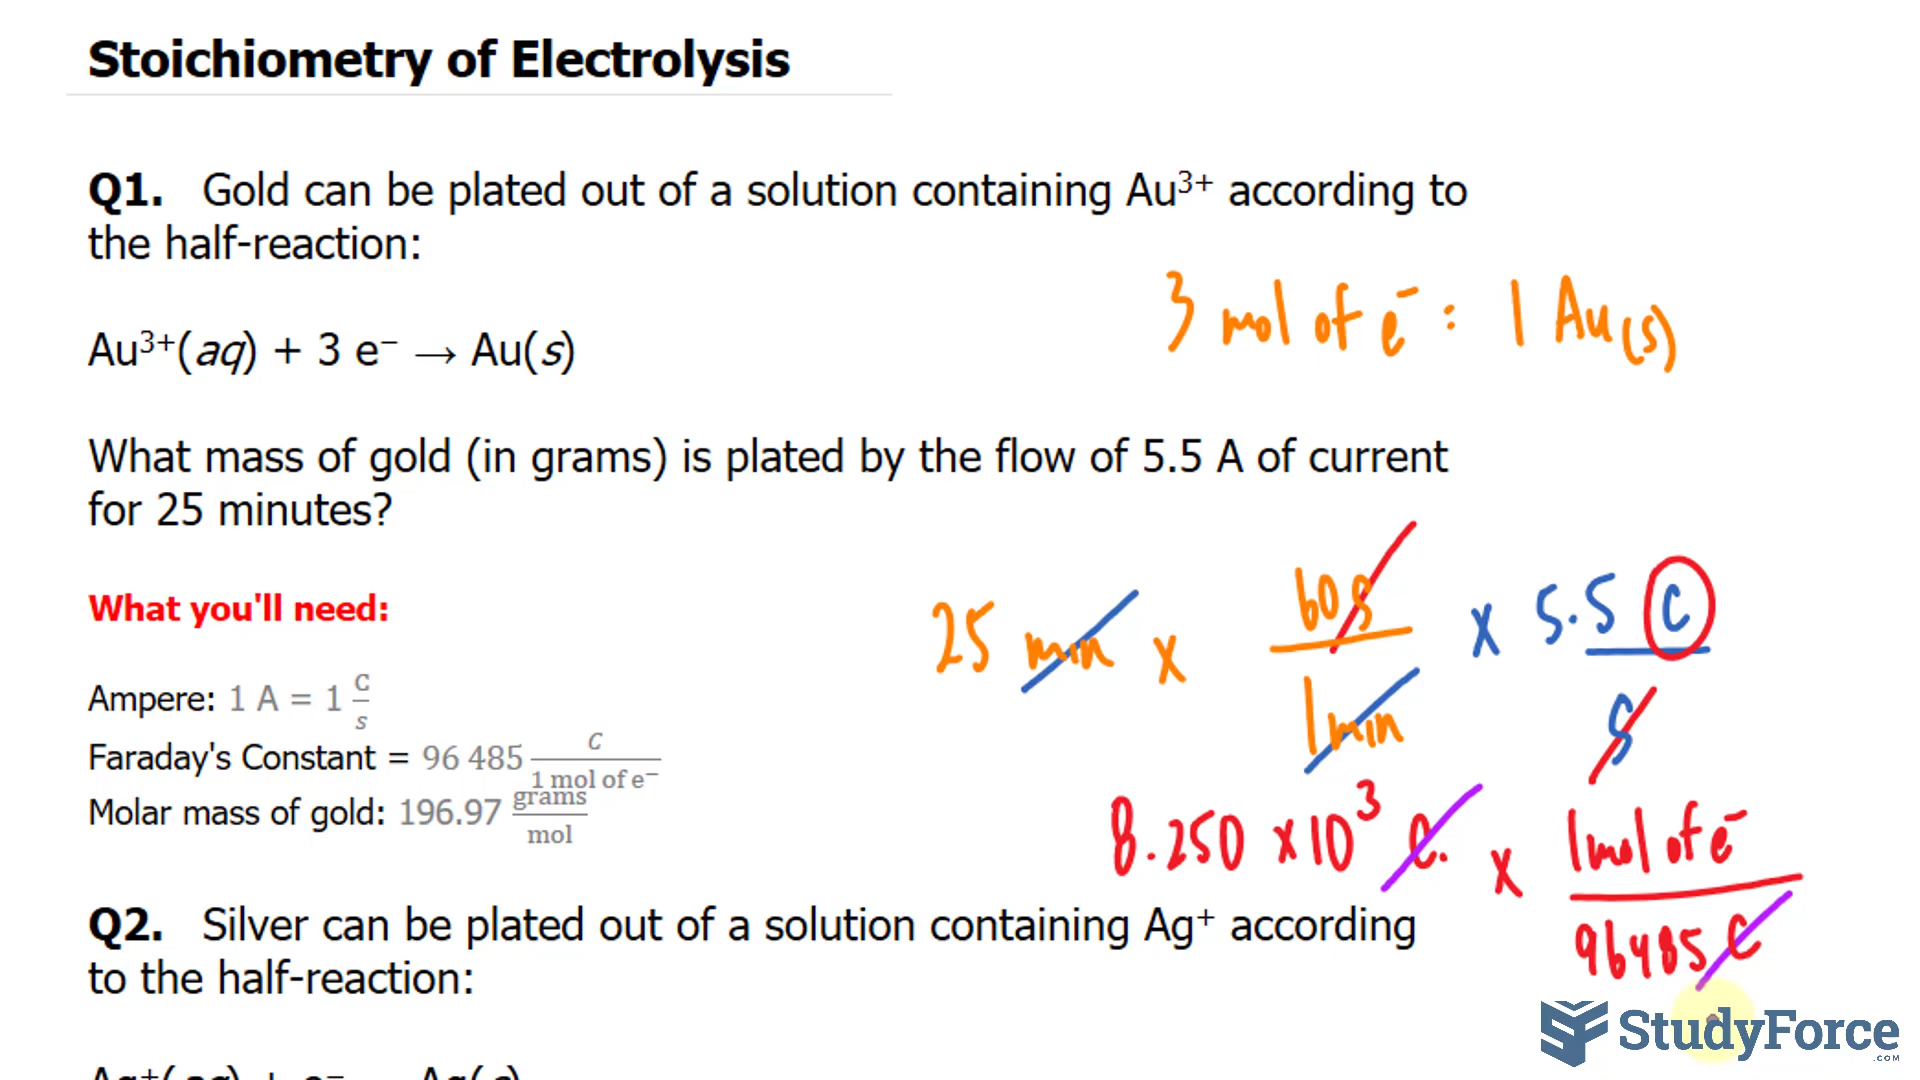 Stoichiometry of Electrolysis
Q1. Gold can be plated out of a solution containing Au³⁺ according to
the half-reaction:
3 mol of e⁻ : 1 Au(s)
Au³⁺(aq) + 3 e⁻ → Au(s)
What mass of gold (in grams) is plated by the flow of 5.5 A of current
for 25 minutes?
25 min x 60 s / 1 min x 5.5 C / s
What you'll need:
Ampere: 1 A = 1 C/s
Faraday's Constant = 96 485 C / 1 mol of e⁻
Molar mass of gold: 196.97 grams/mol
8.250 x 10³ C. x 1 mol of e⁻ / 96485 C
Q2. Silver can be plated out of a solution containing Ag⁺ according
to the half-reaction:
Ag⁺(aq) + e⁻ → Ag(s)
StudyForce
.COM